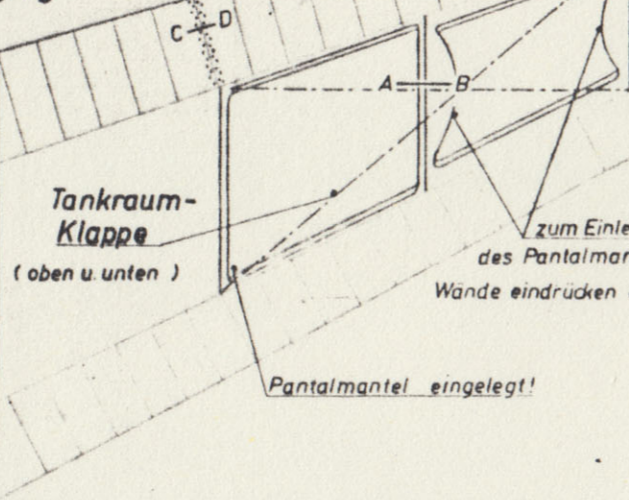 C D
A B
Tankraum-
Klappe
( oben u. unten )
zum Einle
des Pantalmar
Wände eindrücken
Pantalmantel eingelegt!